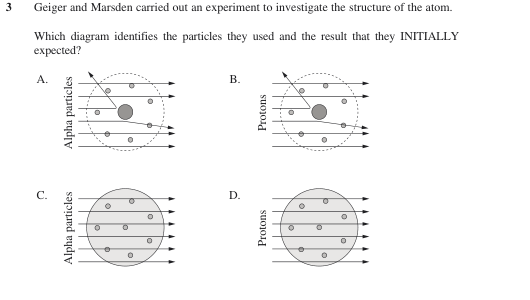 3 Geiger and Marsden carried out an experiment to investigate the structure of the atom.
Which diagram identifies the particles they used and the result that they INITIALLY
expected?
A.
Alpha particles
B.
Protons
C.
Alpha particles
D.
Protons